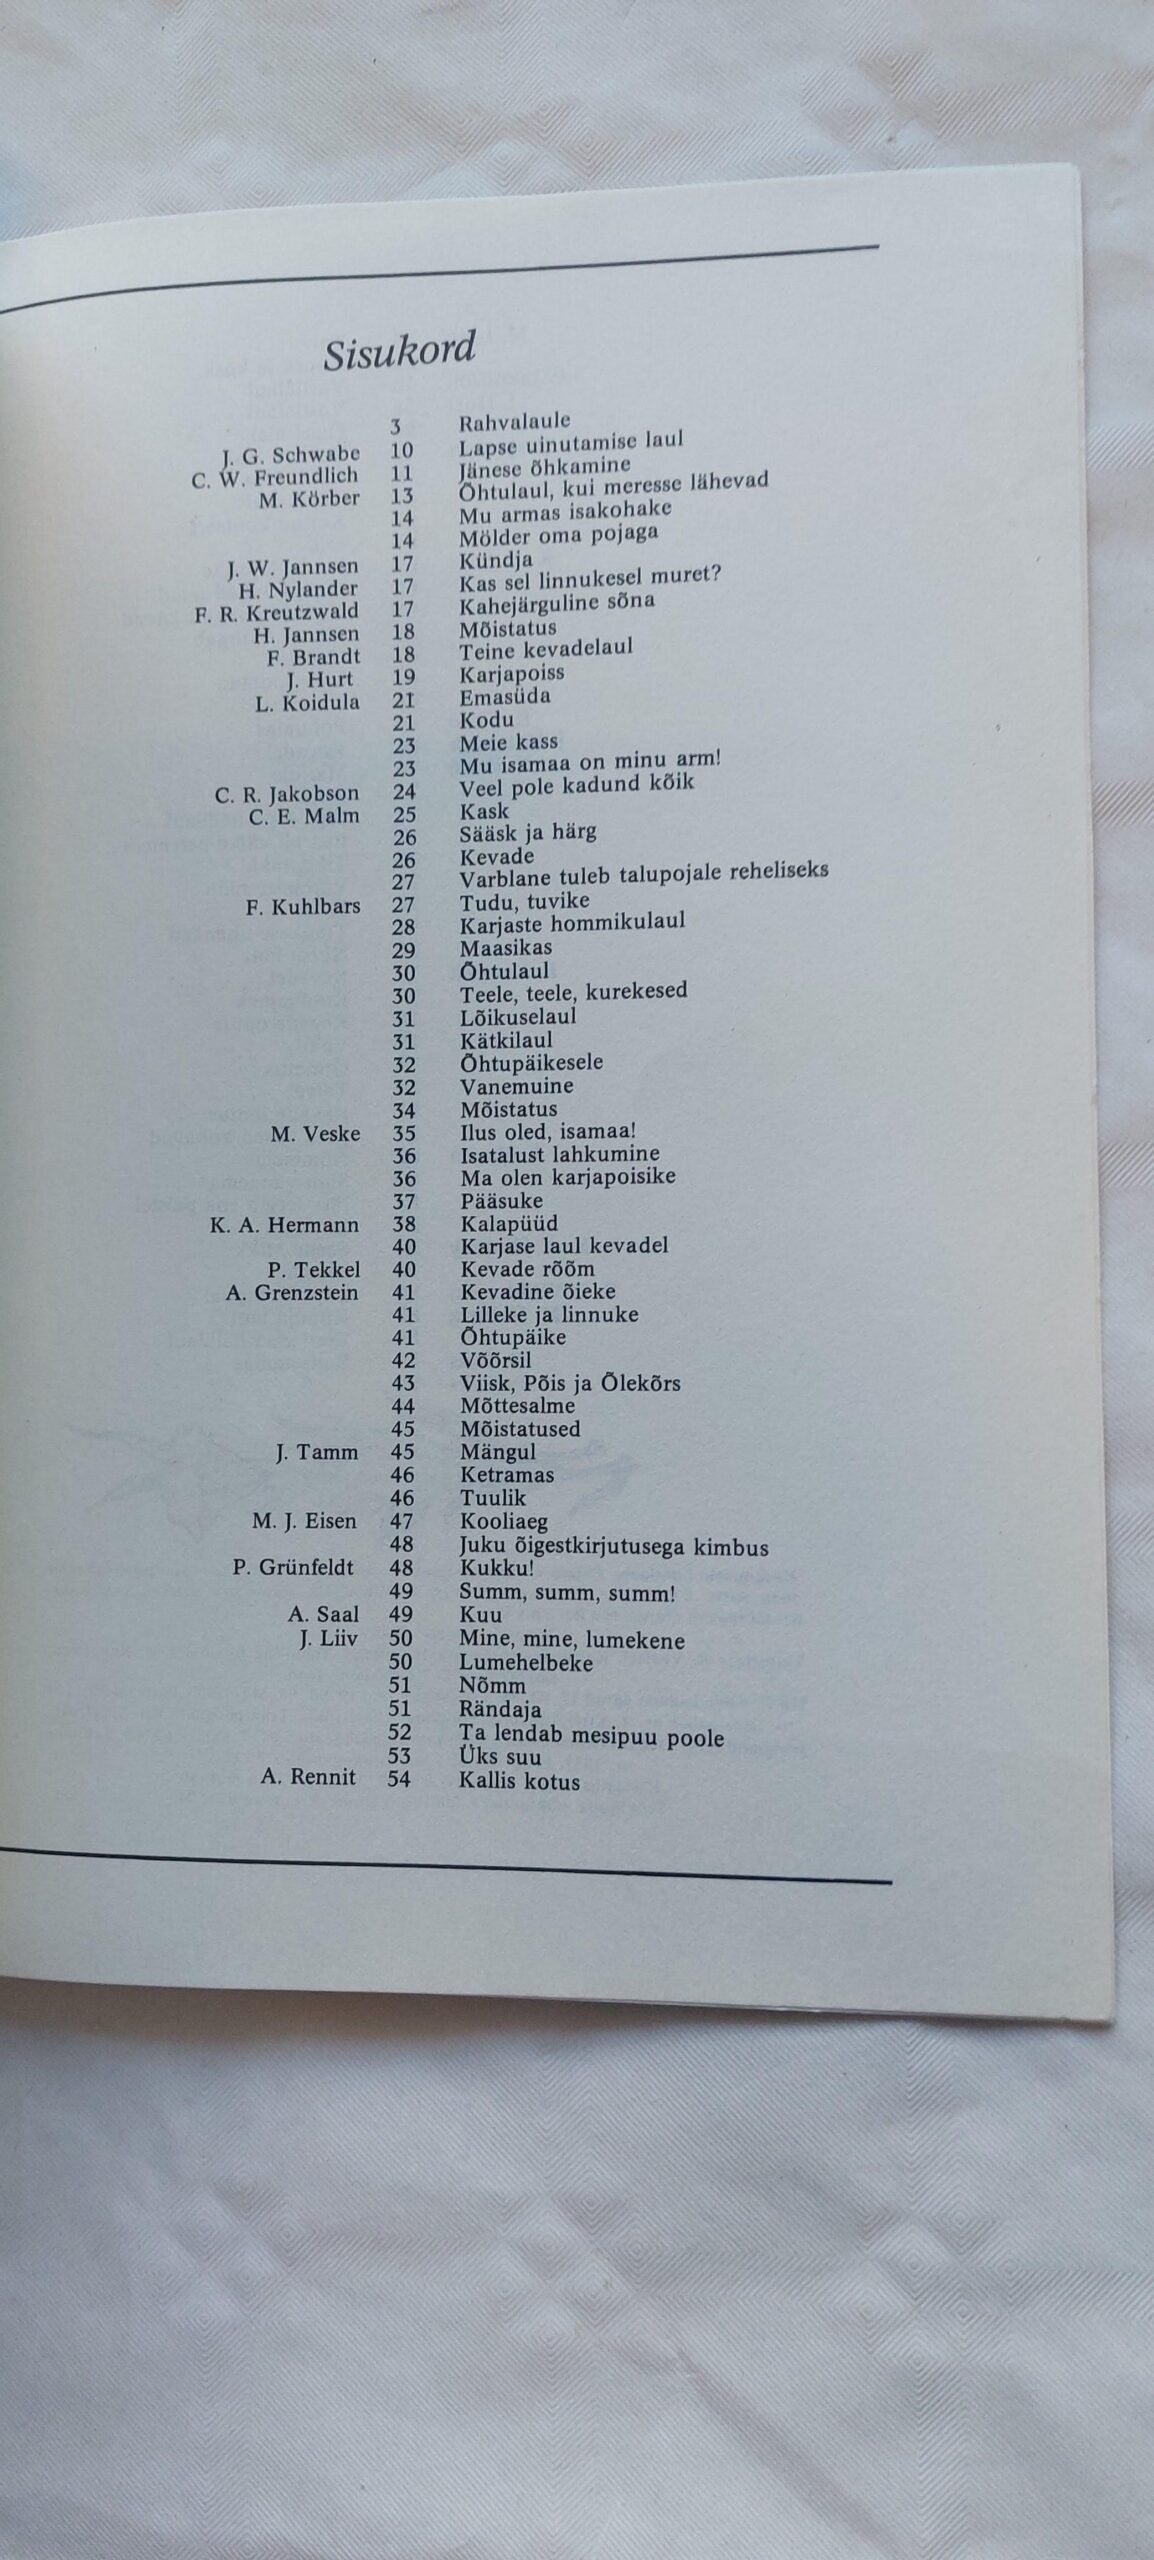 Sisukord
3 Rahvalaule
J. G. Schwabe 10 Lapse uinutamise laul
C. W. Freundlich 11 Jänese õhkamine
M. Körber 13 Õhtulaul, kui meresse lähevad
14 Mu armas isakohake
14 Mölder oma pojaga
J. W. Jannsen 17 Kündja
H. Nylander 17 Kas sel linnukesel muret?
F. R. Kreutzwald 17 Kahejärguline sõna
H. Jannsen 18 Mõistatus
F. Brandt 18 Teine kevadelaul
J. Hurt 19 Karjapoiss
L. Koidula 21 Emasüda
21 Kodu
23 Meie kass
23 Mu isamaa on minu arm!
C. R. Jakobson 24 Veel pole kadund kõik
C. E. Malm 25 Kask
26 Sääsk ja härg
26 Kevade
27 Varblane tuleb talupojale reheliseks
F. Kuhlbars 27 Tudu, tuvike
28 Karjaste hommikulaul
29 Maasikas
30 Õhtulaul
30 Teele, teele, kurekesed
31 Lõikuselaul
31 Kätkilaul
32 Õhtupäikesele
32 Vanemuine
34 Mõistatus
M. Veske 35 Ilus oled, isamaa!
36 Isatalust lahkumine
36 Ma olen karjapoisike
37 Pääsuke
K. A. Hermann 38 Kalapüüd
40 Karjase laul kevadel
P. Tekkel 40 Kevade rõõm
A. Grenzstein 41 Kevadine õieke
41 Lilleke ja linnuke
41 Õhtupäike
42 Võõrsil
43 Viisk, Põis ja Õlekõrs
44 Mõttesalme
45 Mõistatused
J. Tamm 45 Mängul
46 Ketramas
46 Tuulik
M. J. Eisen 47 Kooliaeg
48 Juku õigestkirjutusega kimbus
P. Grünfeldt 48 Kukku!
49 Summ, summ, summ!
A. Saal 49 Kuu
J. Liiv 50 Mine, mine, lumekene
50 Lumehelbeke
51 Nõmm
51 Rändaja
52 Ta lendab mesipuu poole
53 Üks suu
A. Rennit 54 Kallis kotus